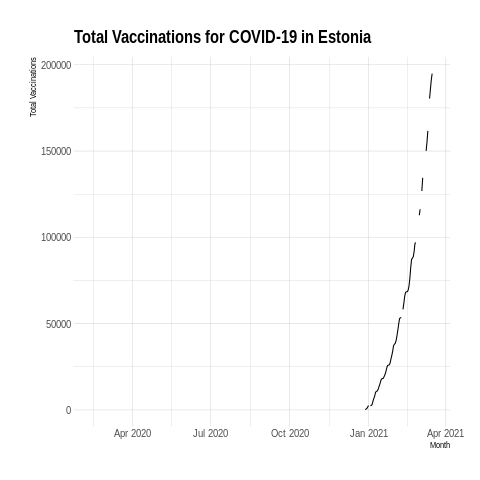 Total Vaccinations for COVID-19 in Estonia
Total Vaccinations
200000
150000
100000
50000
0
Apr 2020 Jul 2020 Oct 2020 Jan 2021 Apr 2021
Month